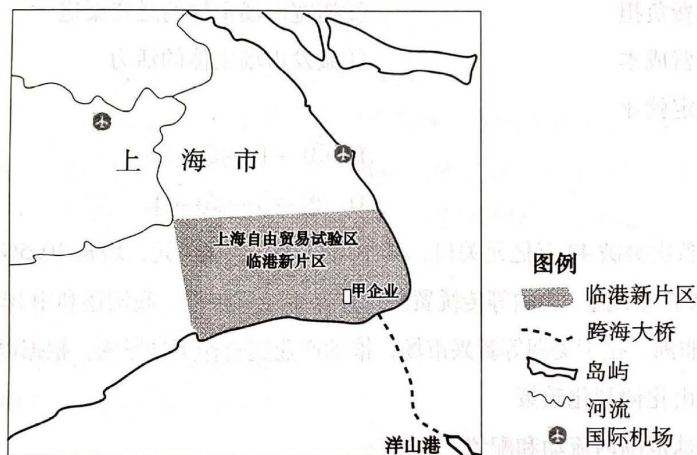 上海市
上海自由贸易试验区
临港新片区
甲企业
洋山港
图例
临港新片区
跨海大桥
岛屿
河流
国际机场